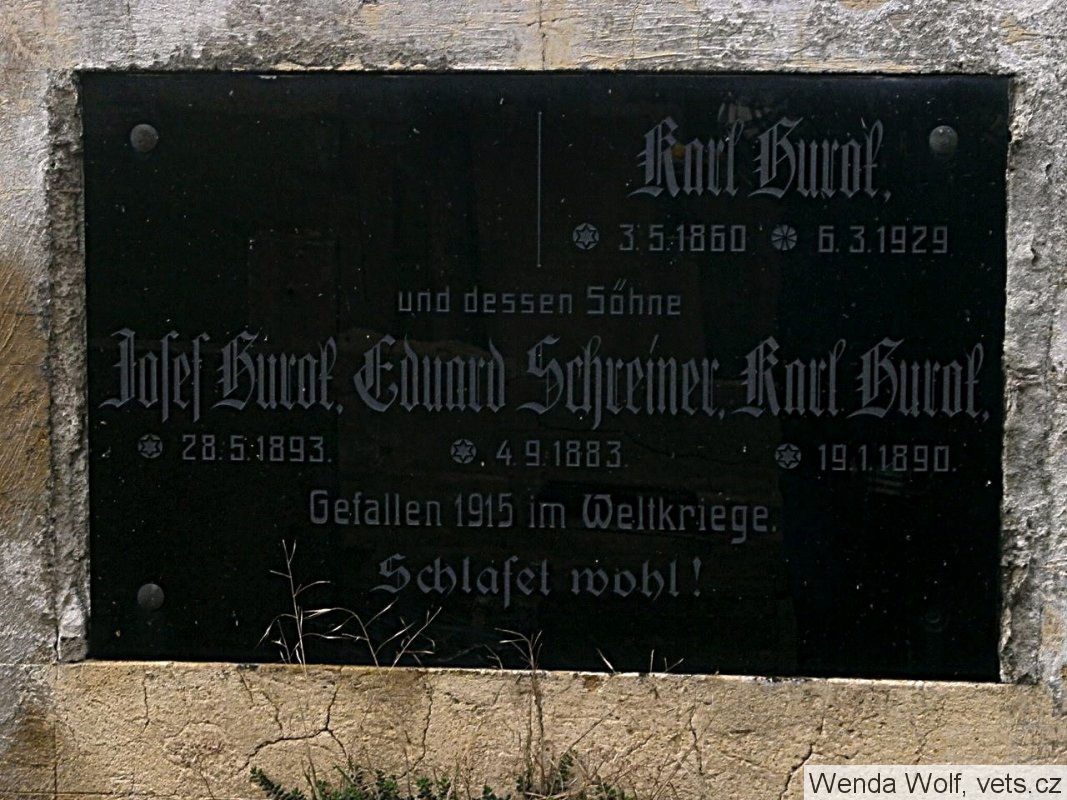 Karl Hurok,
3.5.1860 6.3.1929
und dessen Söhne
Josef Hurok, Eduard Schreiner, Karl Hurok,
28.5.1893. 4.9.1883. 19.1.1890.
Gefallen 1915 im Weltkriege.
Schlafet wohl!
Wenda Wolf, vets.cz